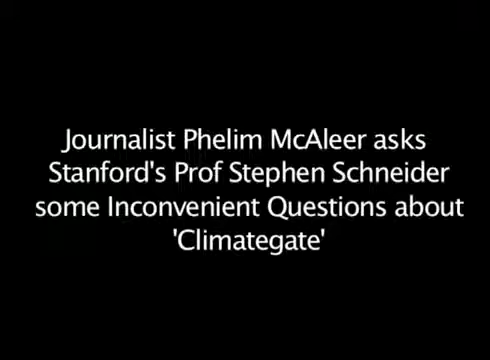 Journalist Phelim McAleer asks
Stanford's Prof Stephen Schneider
some Inconvenient Questions about
'Climategate'